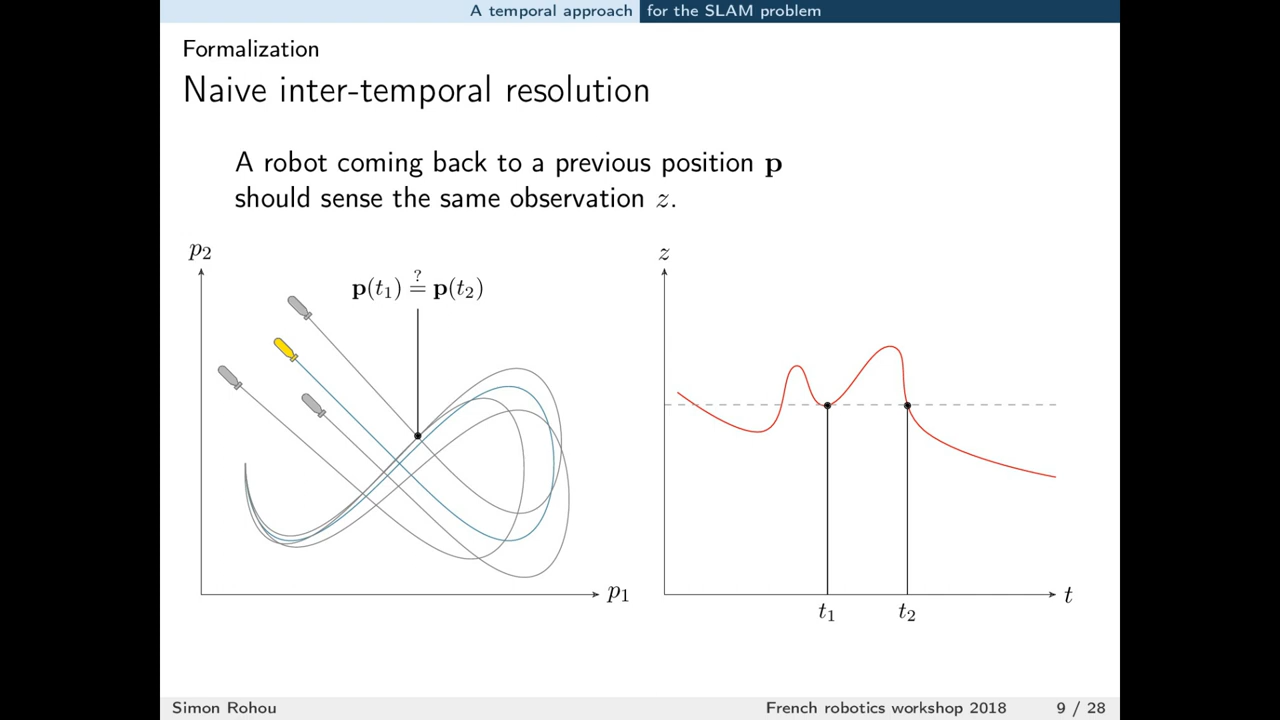 A temporal approach for the SLAM problem
Formalization
Naive inter-temporal resolution
A robot coming back to a previous position p
should sense the same observation z.
p₂
p(t₁) ≟ p(t₂)
p₁
z
t₁
t₂
t
Simon Rohou
French robotics workshop 2018
9 / 28